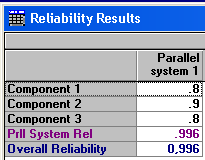 Reliability Results
Parallel
system 1
Component 1 .8
Component 2 .9
Component 3 .8
Prll System Rel .996
Overall Reliability 0,996